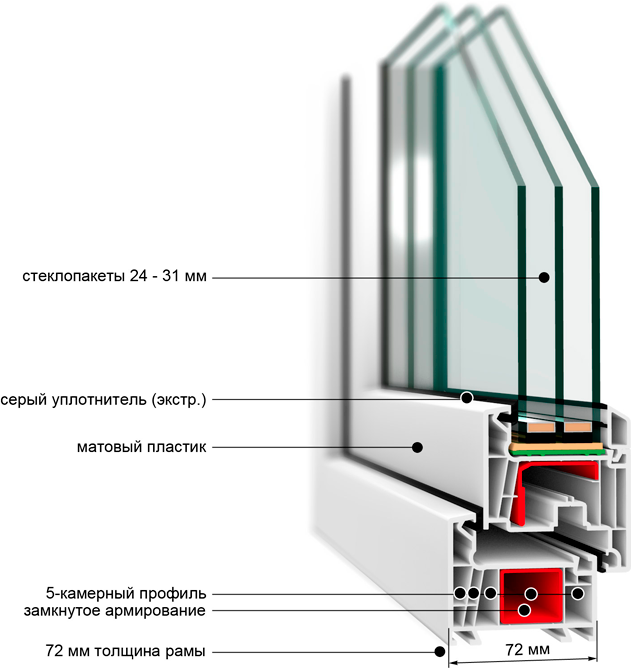 стеклопакеты 24 - 31 мм
серый уплотнитель (экстр.)
матовый пластик
5-камерный профиль
замкнутое армирование
72 мм толщина рамы
72 мм